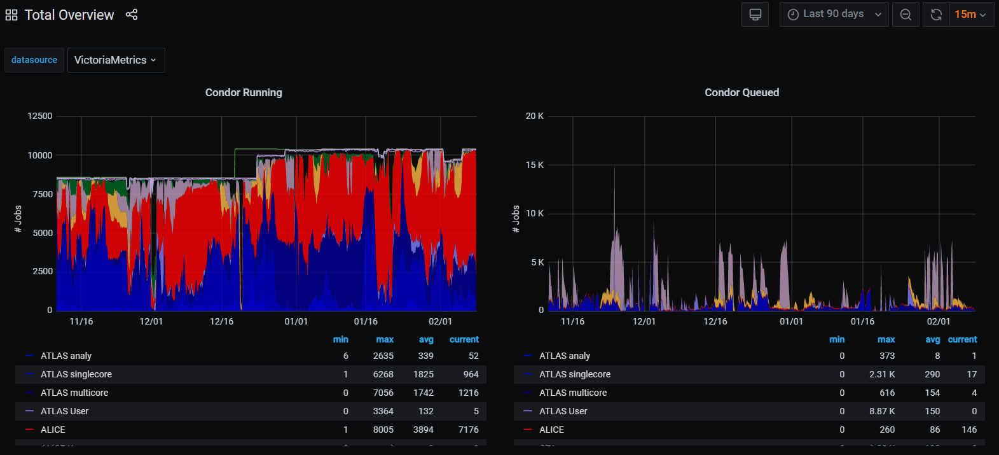 Total Overview
Last 90 days
15m
datasource
VictoriaMetrics
Condor Running
# Jobs
12500
10000
7500
5000
2500
0
11/16 12/01 12/16 01/01 01/16 02/01
min max avg current
ATLAS analy 6 2635 339 52
ATLAS singlecore 1 6268 1825 964
ATLAS multicore 0 7056 1742 1216
ATLAS User 0 3364 132 5
ALICE 1 8005 3894 7176
Condor Queued
# Jobs
20 K
15 K
10 K
5 K
0
11/16 12/01 12/16 01/01 01/16 02/01
min max avg current
ATLAS analy 0 373 8 1
ATLAS singlecore 0 2.31 K 290 17
ATLAS multicore 0 616 154 4
ATLAS User 0 8.87 K 150 0
ALICE 0 260 86 146